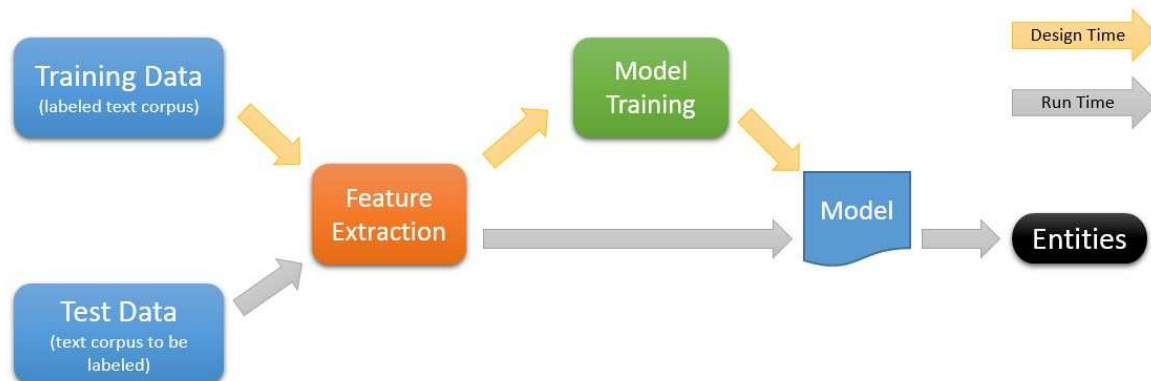 Training Data
(labeled text corpus)
Model
Training
Design Time
Run Time
Feature
Extraction
Model
Entities
Test Data
(text corpus to be
labeled)